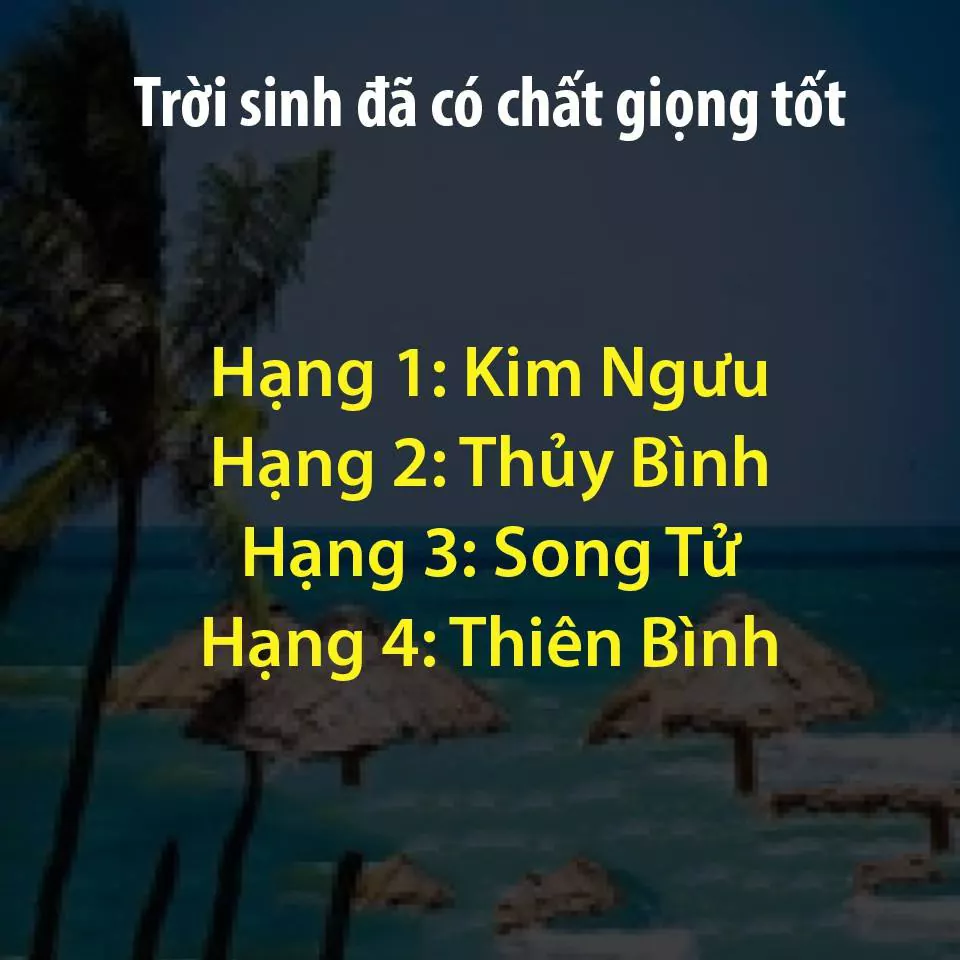 Trời sinh đã có chất giọng tốt
Hạng 1: Kim Ngưu
Hạng 2: Thủy Bình
Hạng 3: Song Tử
Hạng 4: Thiên Bình